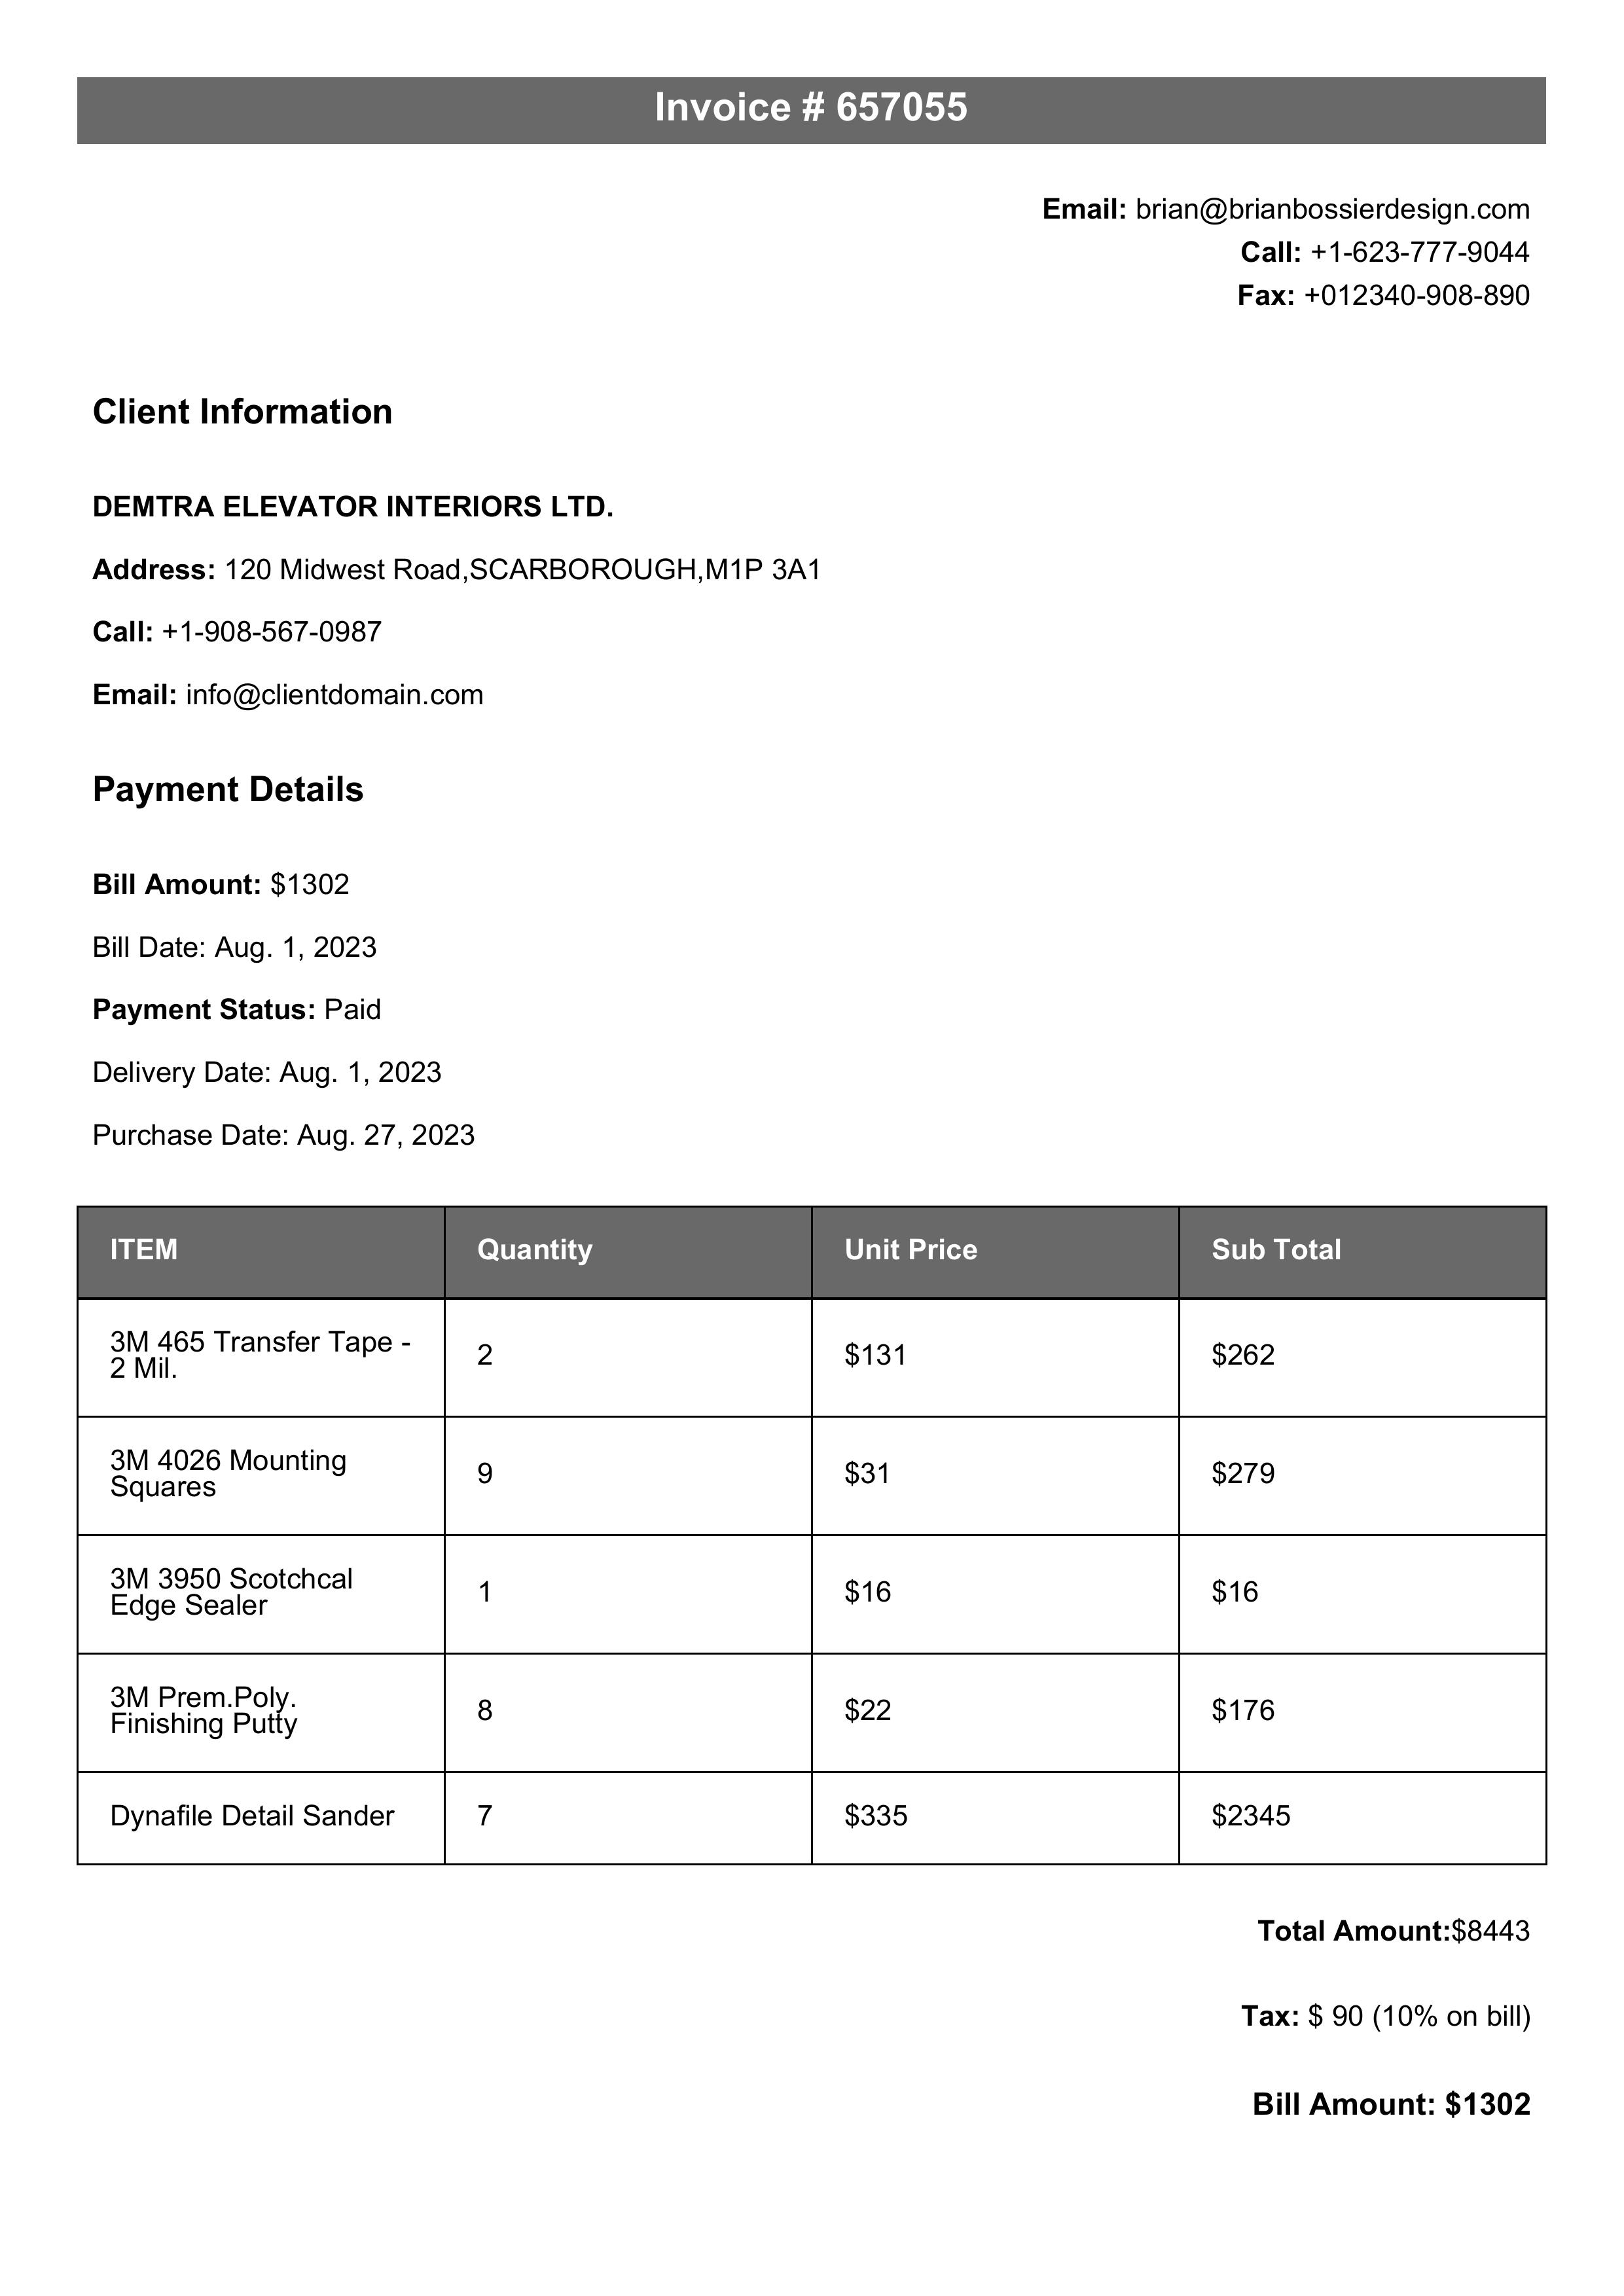 Invoice # 657055
Email: brian@brianbossierdesign.com
Call: +1-623-777-9044
Fax: +012340-908-890
Client Information
DEMTRA ELEVATOR INTERIORS LTD.
Address: 120 Midwest Road,SCARBOROUGH,M1P 3A1
Call: +1-908-567-0987
Email: info@clientdomain.com
Payment Details
Bill Amount: $1302
Bill Date: Aug. 1, 2023
Payment Status: Paid
Delivery Date: Aug. 1, 2023
Purchase Date: Aug. 27, 2023
ITEM Quantity Unit Price Sub Total
3M 465 Transfer Tape -
2 Mil. 2 $131 $262
3M 4026 Mounting
Squares 9 $31 $279
3M 3950 Scotchcal
Edge Sealer 1 $16 $16
3M Prem.Poly.
Finishing Putty 8 $22 $176
Dynafile Detail Sander 7 $335 $2345
Total Amount:$8443
Tax: $ 90 (10% on bill)
Bill Amount: $1302